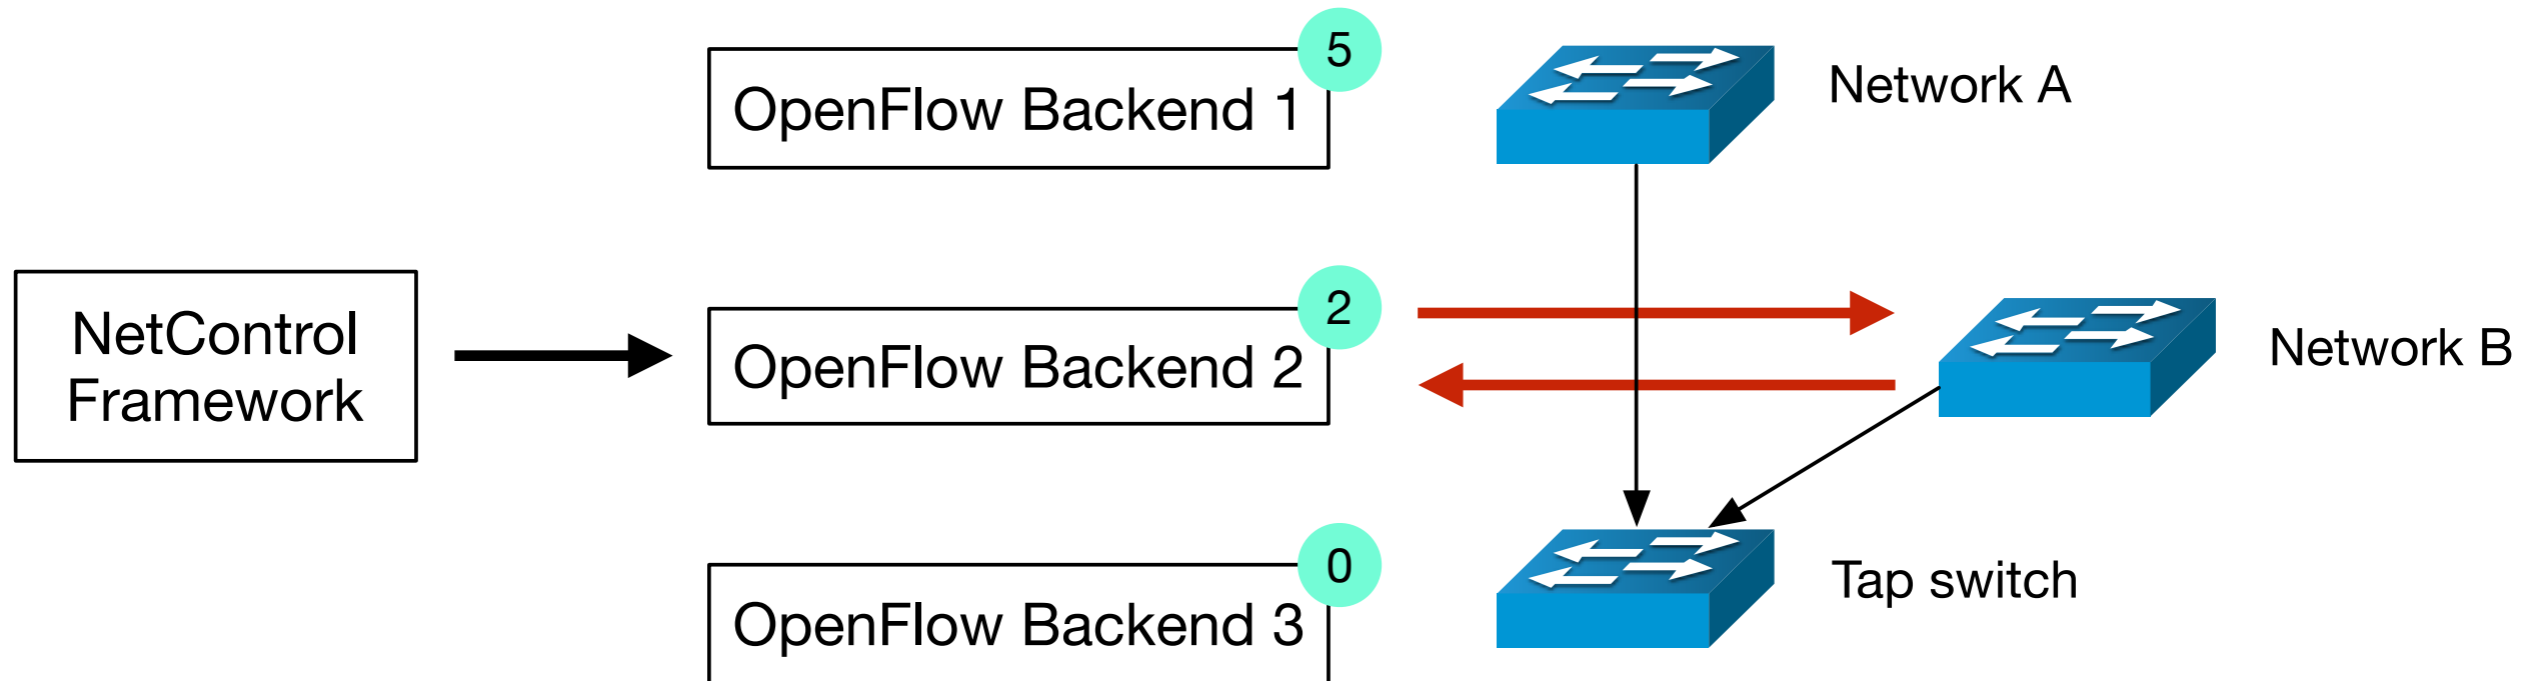 5
OpenFlow Backend 1
Network A
NetControl
Framework
2
OpenFlow Backend 2
Network B
0
OpenFlow Backend 3
Tap switch